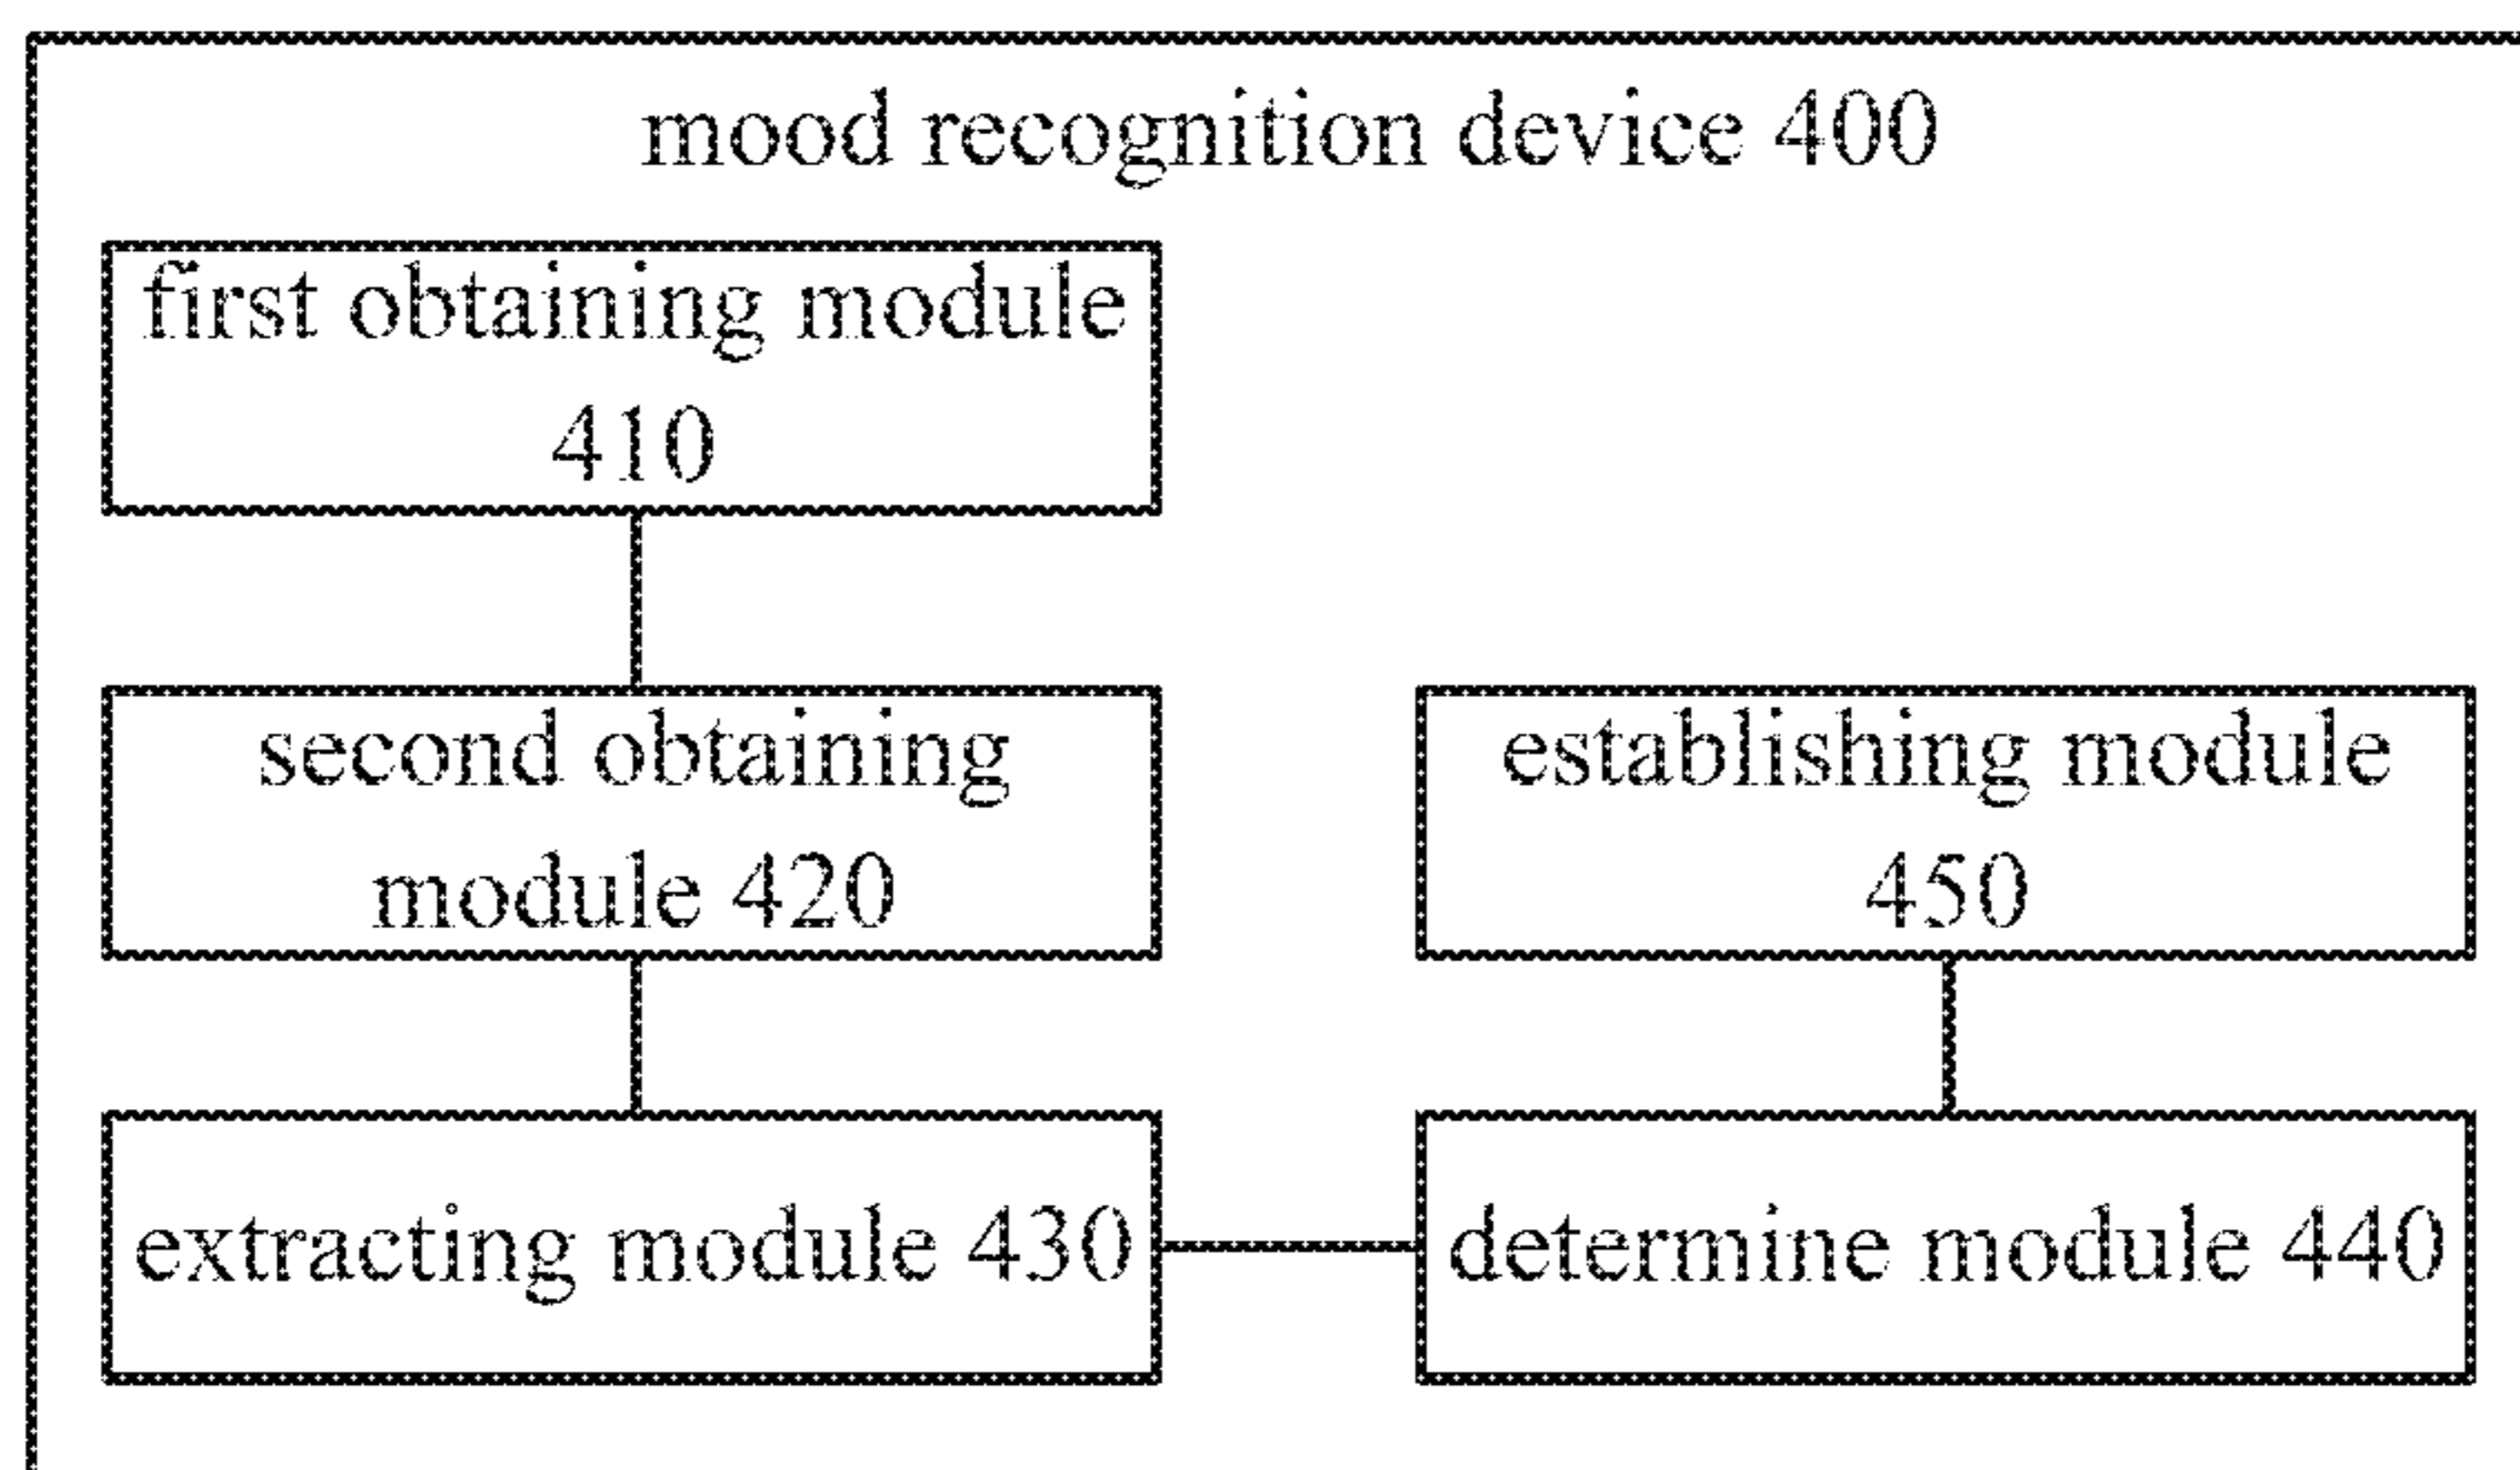 mood recognition device 400
first obtaining module
410
second obtaining
module 420
establishing module
450
extracting module 430
determine module 440